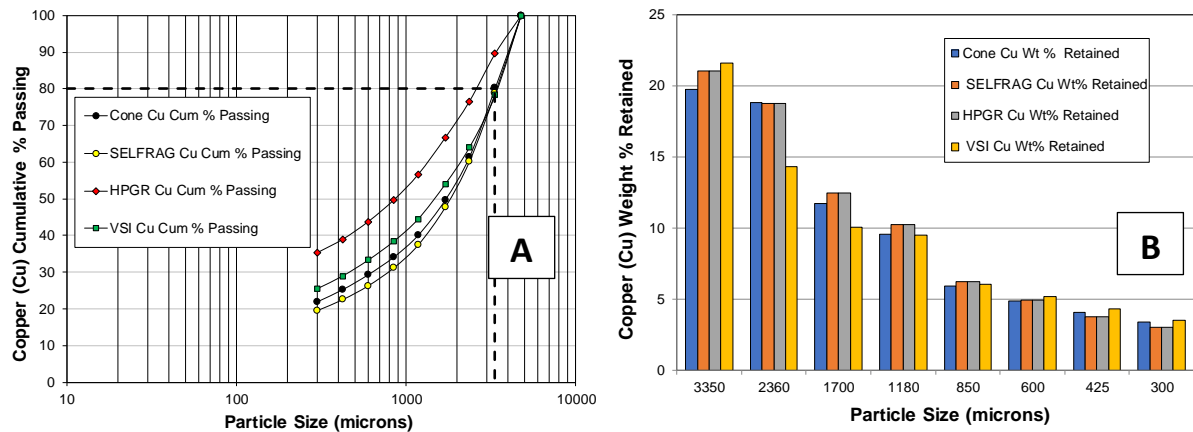 Copper (Cu) Cumulative % Passing
100
90
80
70
60
50
40
30
20
10
0
Cone Cu Cum % Passing
SELFRAG Cu Cum % Passing
HPGR Cu Cum % Passing
VSI Cu Cum % Passing
A
10
100
1000
10000
Particle Size (microns)
Copper (Cu) Weight % Retained
25
20
15
10
5
0
Cone Cu Wt % Retained
SELFRAG Cu Wt% Retained
HPGR Cu Wt% Retained
VSI Cu Wt% Retained
B
3350
2360
1700
1180
850
600
425
300
Particle Size (microns)